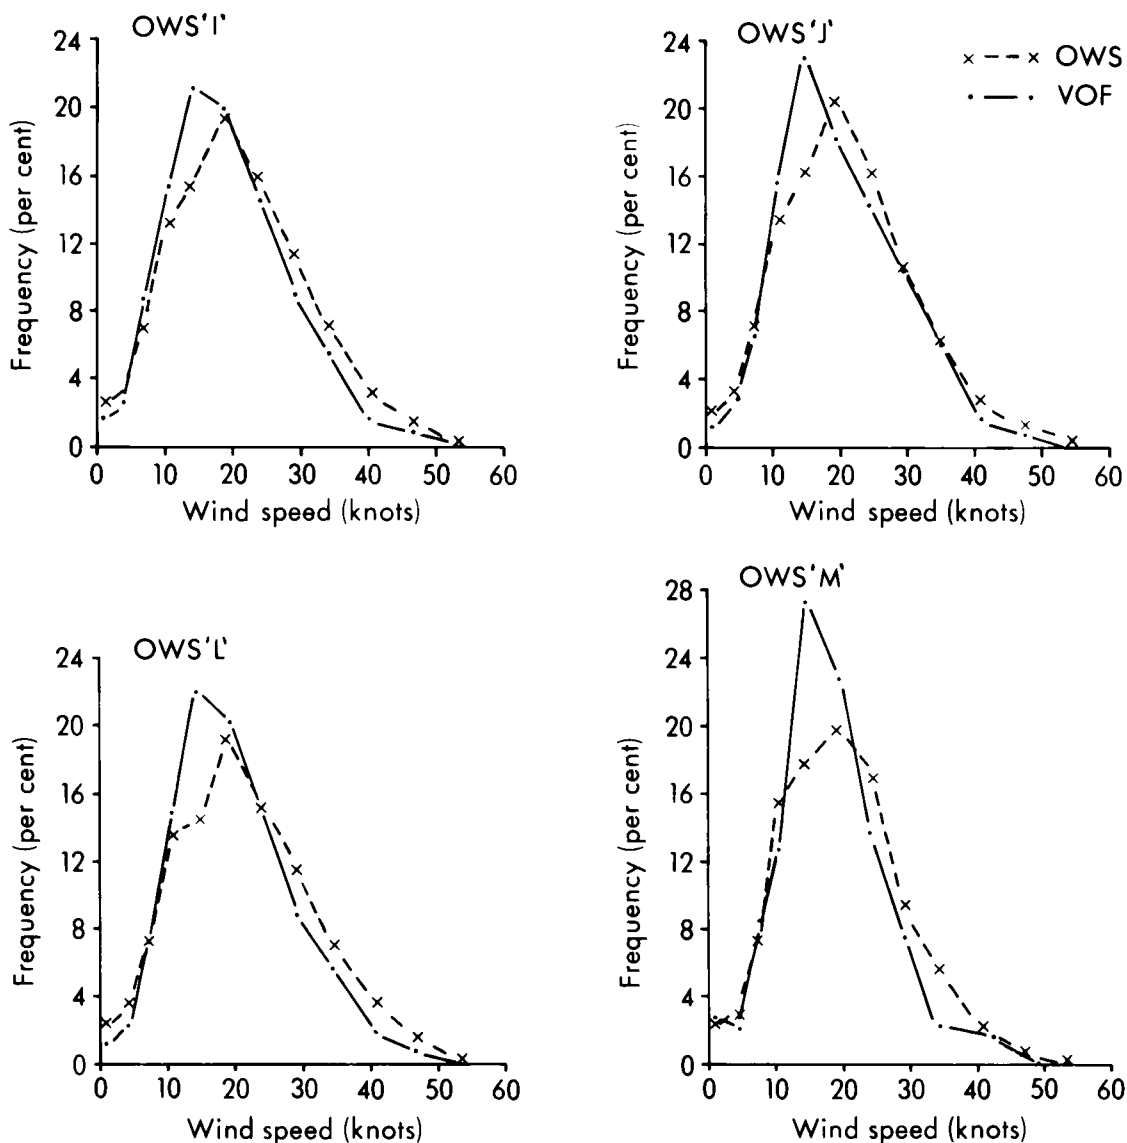 OWS'I'
24
20
16
12
8
4
0
Frequency (per cent)
0 10 20 30 40 50 60
Wind speed (knots)
OWS'J'
OWS
VOF
24
20
16
12
8
4
0
Frequency (per cent)
0 10 20 30 40 50 60
Wind speed (knots)
OWS'L'
24
20
16
12
8
4
0
Frequency (per cent)
0 10 20 30 40 50 60
Wind speed (knots)
OWS'M'
28
24
20
16
12
8
4
0
Frequency (per cent)
0 10 20 30 40 50 60
Wind speed (knots)